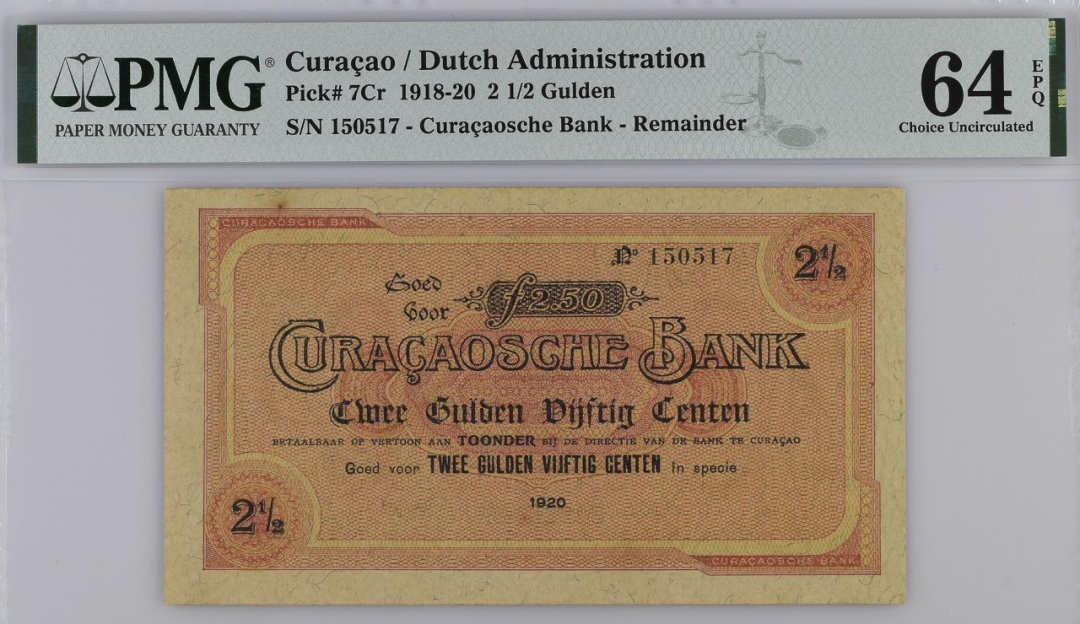 PMG®
PAPER MONEY GUARANTY
Curaçao / Dutch Administration
Pick# 7Cr 1918-20 2 1/2 Gulden
S/N 150517 - Curaçaosche Bank - Remainder
64
EPQ
Choice Uncirculated
CURAÇAOSCHE BANK
Nº 150517
2½
Goed
voor
ƒ2.50
CURAÇAOSCHE BANK
Twee Gulden Vijftig Centen
BETAALBAAR OP VERTOON AAN TOONDER BIJ DE DIRECTIE VAN DE BANK TE CURAÇAO
Goed voor TWEE GULDEN VIJFTIG CENTEN in specie
1920
2½
CURAÇAOSCHE BANK